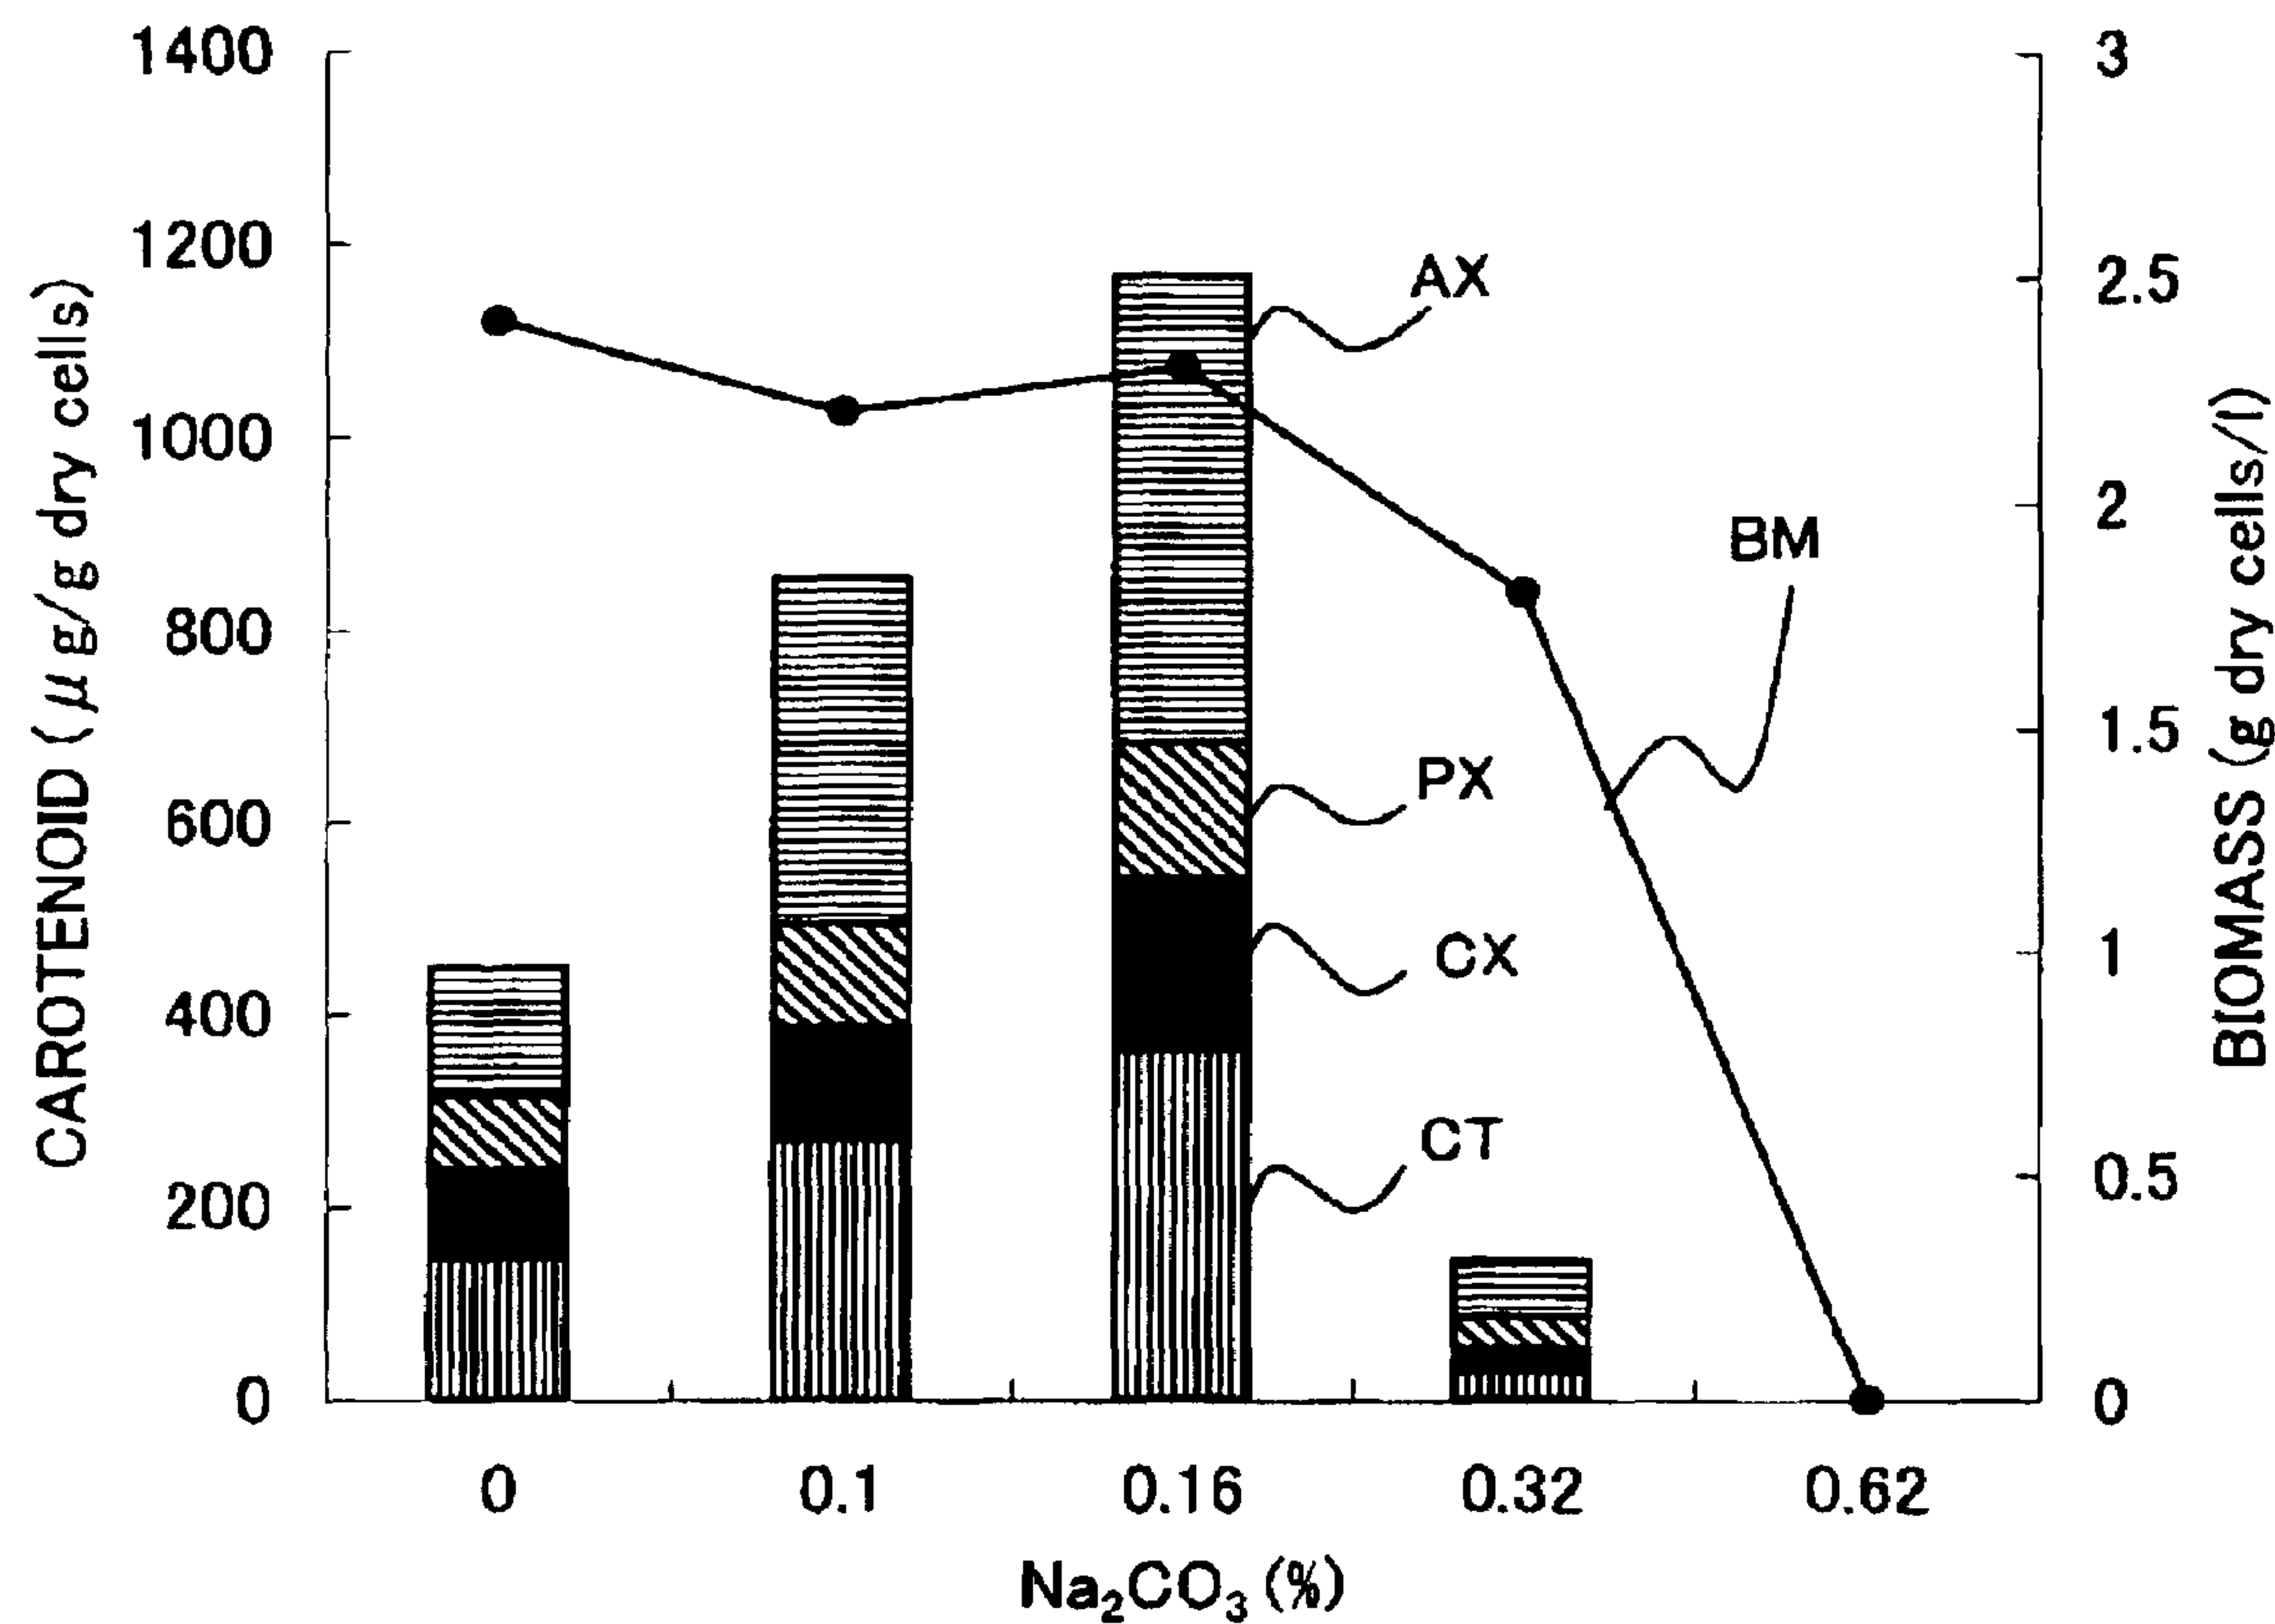 CAROTENOID (μg/g dry cells)
1400
1200
1000
800
600
400
200
0
AX
PX
CX
CT
BM
3
2.5
2
1.5
1
0.5
0
BIOMASS (g dry cells/l)
0 0.1 0.16 0.32 0.62
Na₂CO₃ (%)